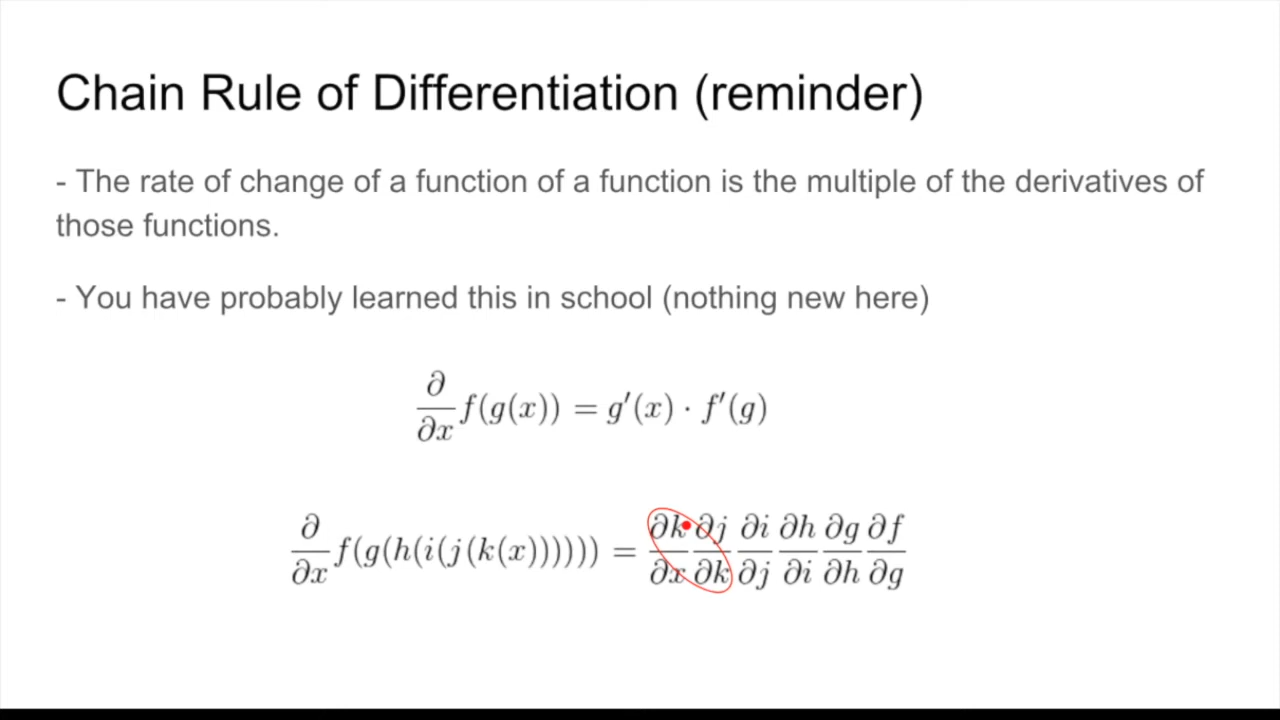 Chain Rule of Differentiation (reminder)
- The rate of change of a function of a function is the multiple of the derivatives of
those functions.
- You have probably learned this in school (nothing new here)
∂/∂x f(g(x)) = g′(x) · f′(g)
∂/∂x f(g(h(i(j(k(x)))))) = ∂k/∂x ∂j/∂k ∂i/∂j ∂h/∂i ∂g/∂h ∂f/∂g